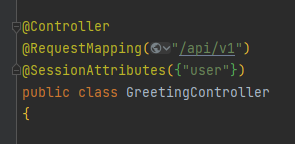 @Controller
@RequestMapping("/api/v1")
@SessionAttributes({"user"})
public class GreetingController
{